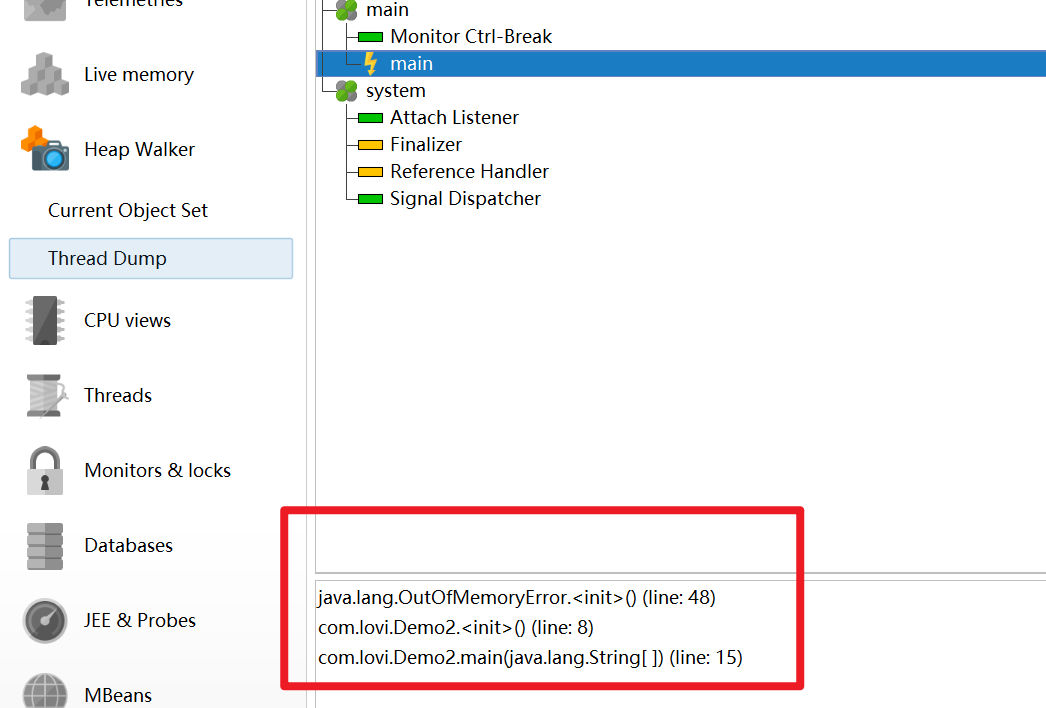 Telemetries
Live memory
Heap Walker
Current Object Set
Thread Dump
CPU views
Threads
Monitors & locks
Databases
JEE & Probes
MBeans
main
Monitor Ctrl-Break
main
system
Attach Listener
Finalizer
Reference Handler
Signal Dispatcher
java.lang.OutOfMemoryError.<init>() (line: 48)
com.lovi.Demo2.<init>() (line: 8)
com.lovi.Demo2.main(java.lang.String[ ]) (line: 15)